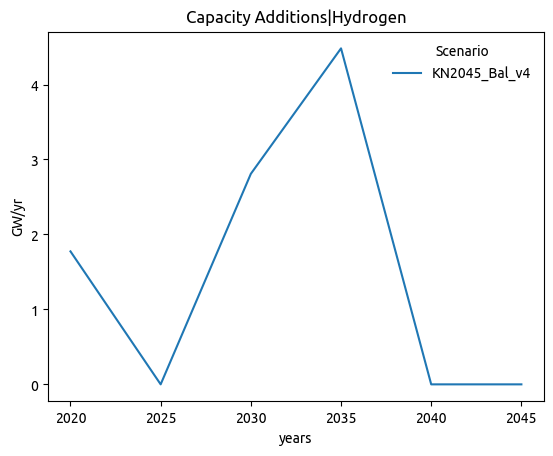 Capacity Additions|Hydrogen
Scenario
KN2045_Bal_v4
4
3
2
1
0
GW/yr
2020 2025 2030 2035 2040 2045
years